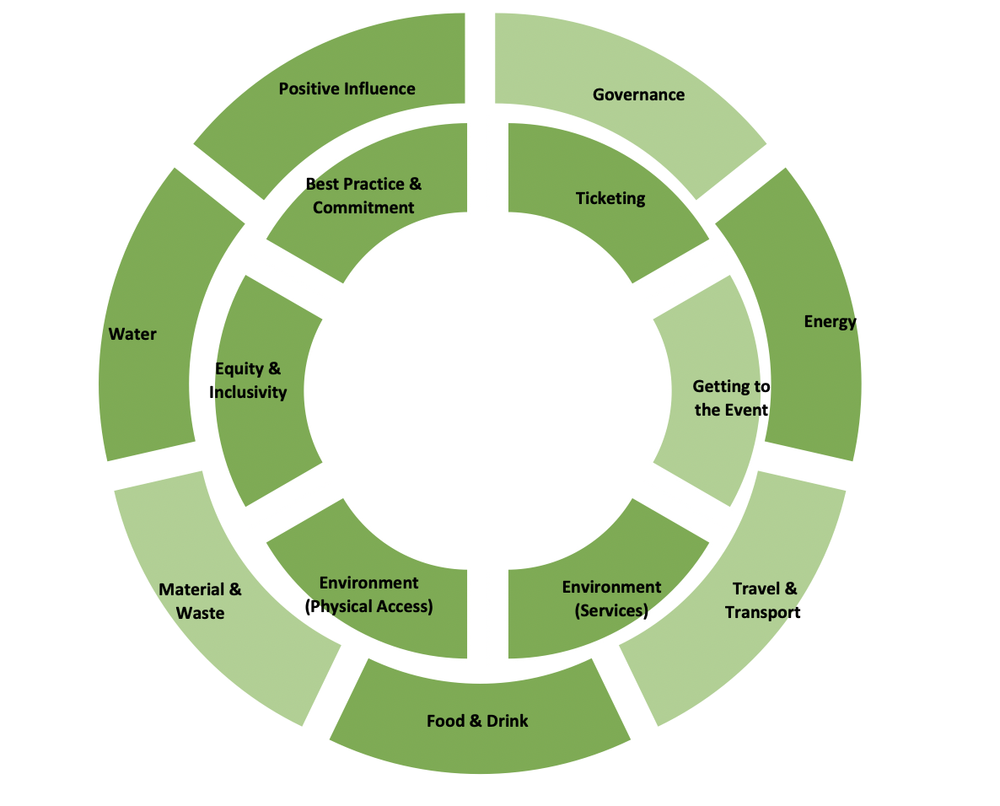 Positive Influence
Governance
Best Practice &
Commitment
Ticketing
Water
Energy
Equity &
Inclusivity
Getting to
the Event
Material &
Waste
Environment
(Physical Access)
Environment
(Services)
Travel &
Transport
Food & Drink